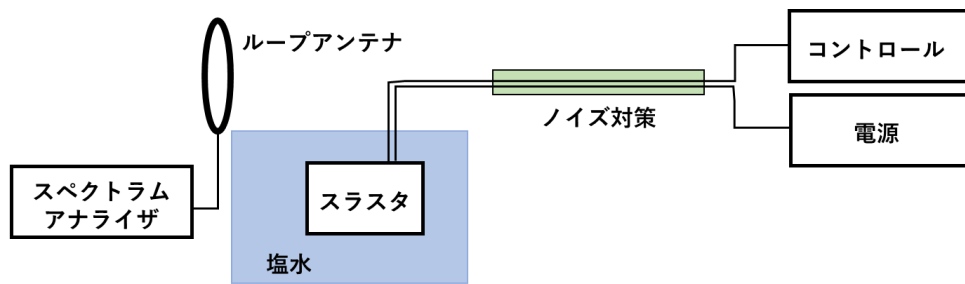 ループアンテナ
コントロール
ノイズ対策
電源
スペクトラム
アナライザ
スラスタ
塩水